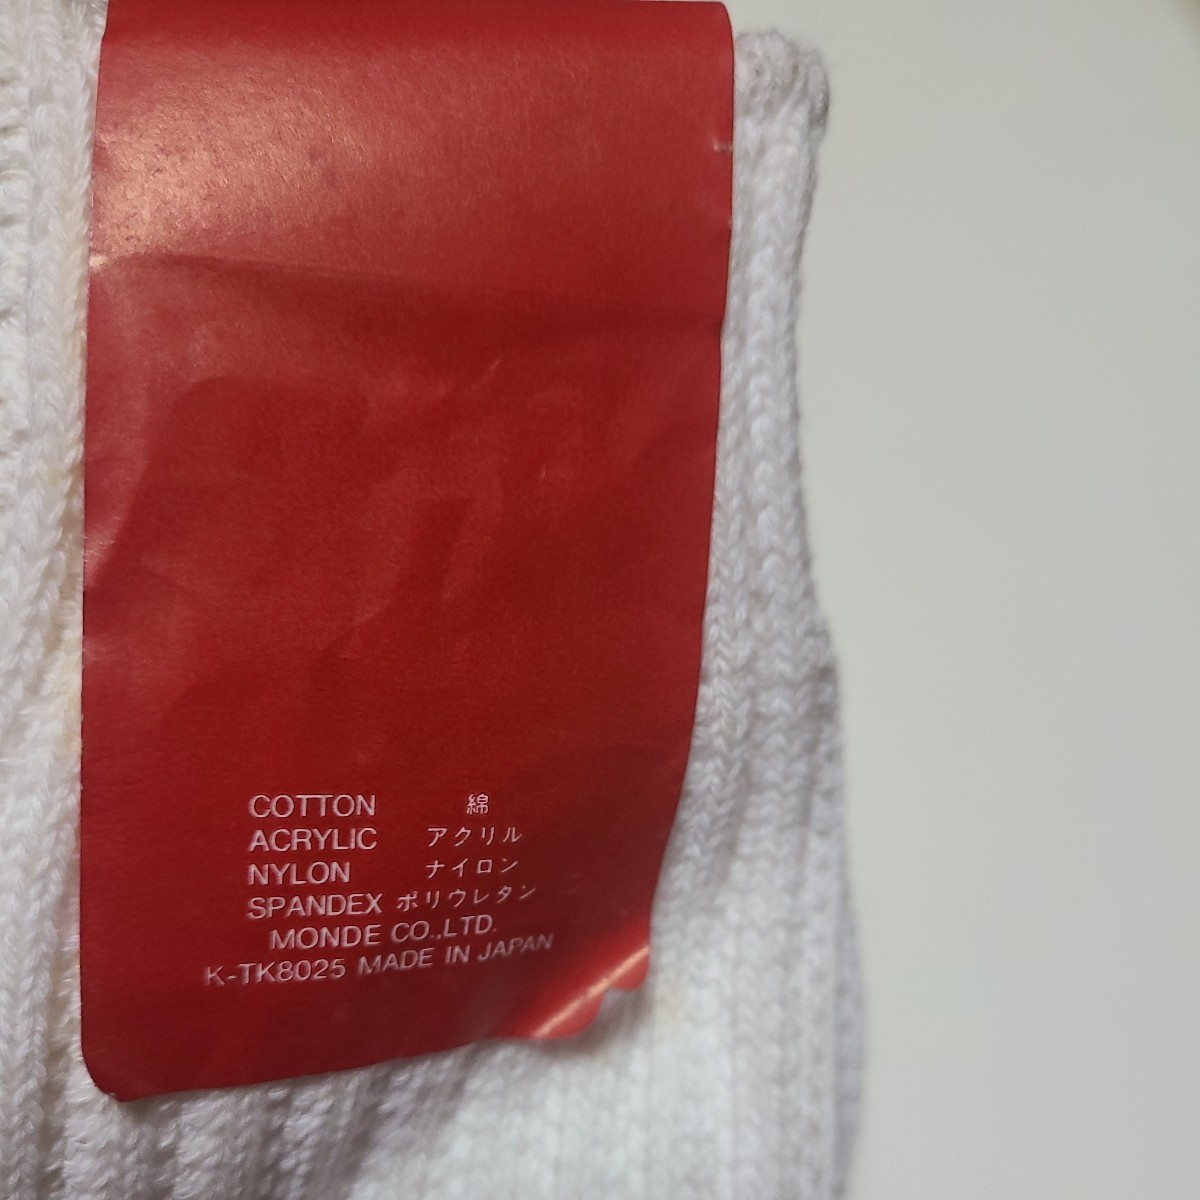 COTTON 綿
ACRYLIC アクリル
NYLON ナイロン
SPANDEX ポリウレタン
MONDE CO.,LTD.
K-TK8025 MADE IN JAPAN